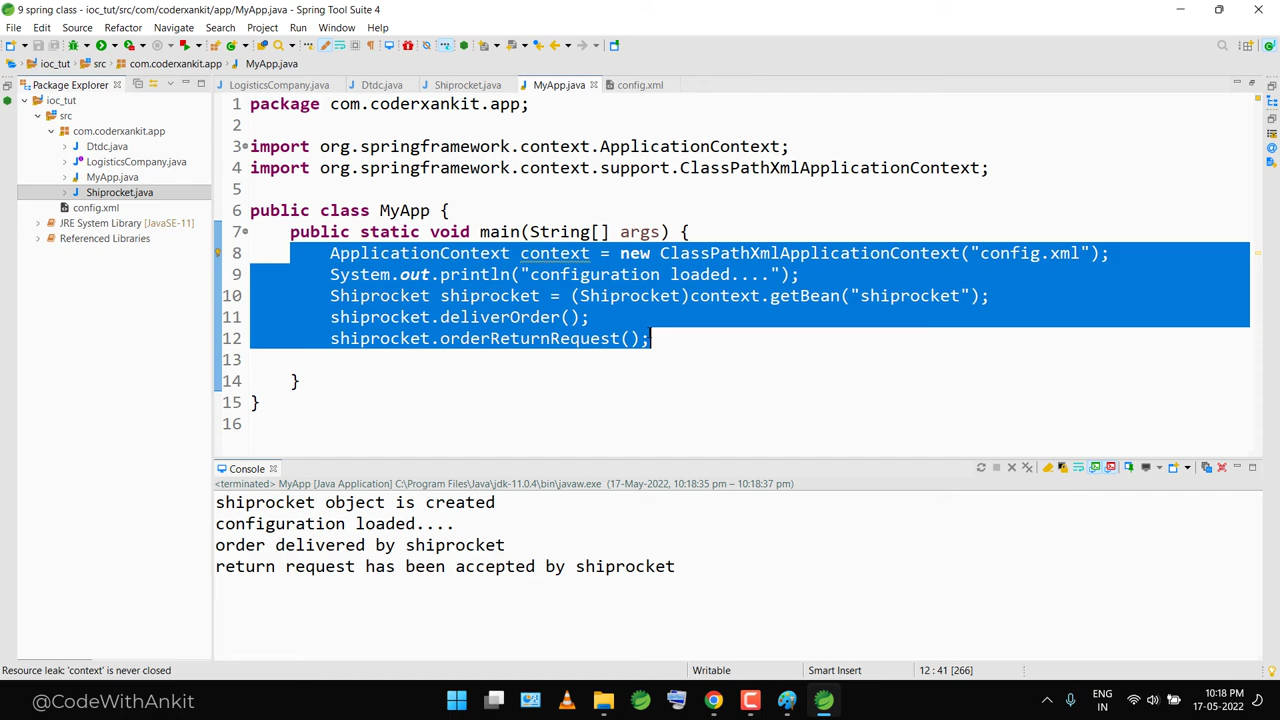 9 spring class - ioc_tut/src/com/coderxankit/app/MyApp.java - Spring Tool Suite 4
File Edit Source Refactor Navigate Search Project Run Window Help
ioc_tut src com.coderxankit.app MyApp.java
Package Explorer
ioc_tut
src
com.coderxankit.app
Dtdc.java
LogisticsCompany.java
MyApp.java
Shiprocket.java
config.xml
JRE System Library [JavaSE-11]
Referenced Libraries
LogisticsCompany.java Dtdc.java Shiprocket.java MyApp.java config.xml
1 package com.coderxankit.app;
2
3 import org.springframework.context.ApplicationContext;
4 import org.springframework.context.support.ClassPathXmlApplicationContext;
5
6 public class MyApp {
7 public static void main(String[] args) {
8 ApplicationContext context = new ClassPathXmlApplicationContext("config.xml");
9 System.out.println("configuration loaded....");
10 Shiprocket shiprocket = (Shiprocket)context.getBean("shiprocket");
11 shiprocket.deliverOrder();
12 shiprocket.orderReturnRequest();
13
14 }
15 }
16
Console
<terminated> MyApp [Java Application] C:\Program Files\Java\jdk-11.0.4\bin\javaw.exe (17-May-2022, 10:18:35 pm – 10:18:37 pm)
shiprocket object is created
configuration loaded....
order delivered by shiprocket
return request has been accepted by shiprocket
Resource leak: 'context' is never closed Writable Smart Insert 12 : 41 [266]
@CodeWithAnkit
ENG
IN
10:18 PM
17-05-2022